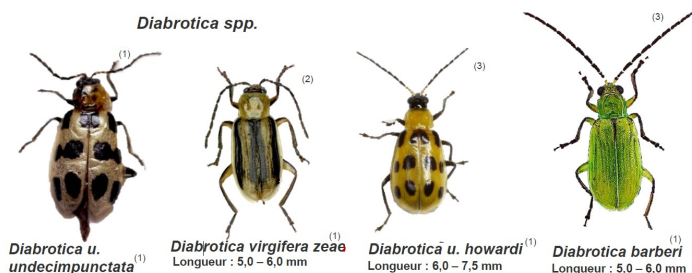 Diabrotica spp.
(1)
(2)
(3)
(3)
Diabrotica u. undecimpunctata (1)
Diabrotica virgifera zeae (1)
Longueur : 5,0 – 6,0 mm
Diabrotica u. howardi (1)
Longueur : 6,0 – 7,5 mm
Diabrotica barberi (1)
Longueur : 5.0 – 6.0 mm